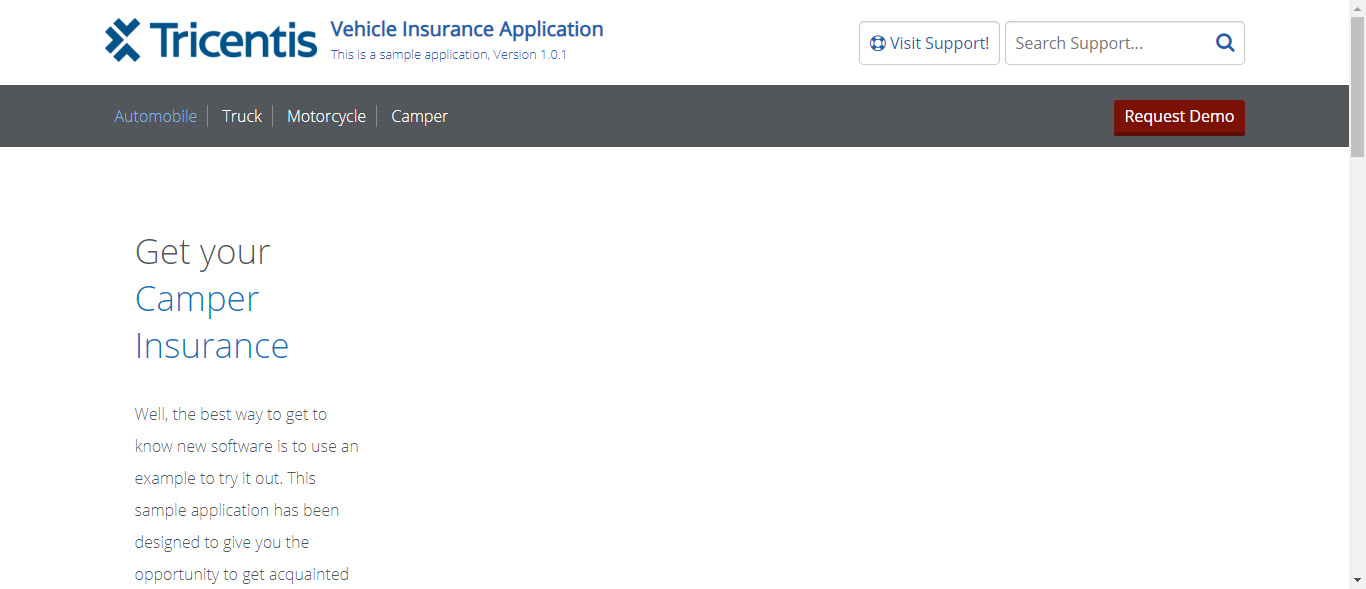 Tricentis
Vehicle Insurance Application
This is a sample application, Version 1.0.1
Visit Support!
Search Support...
Automobile
Truck
Motorcycle
Camper
Request Demo
Get your
Camper
Insurance
Well, the best way to get to
know new software is to use an
example to try it out. This
sample application has been
designed to give you the
opportunity to get acquainted